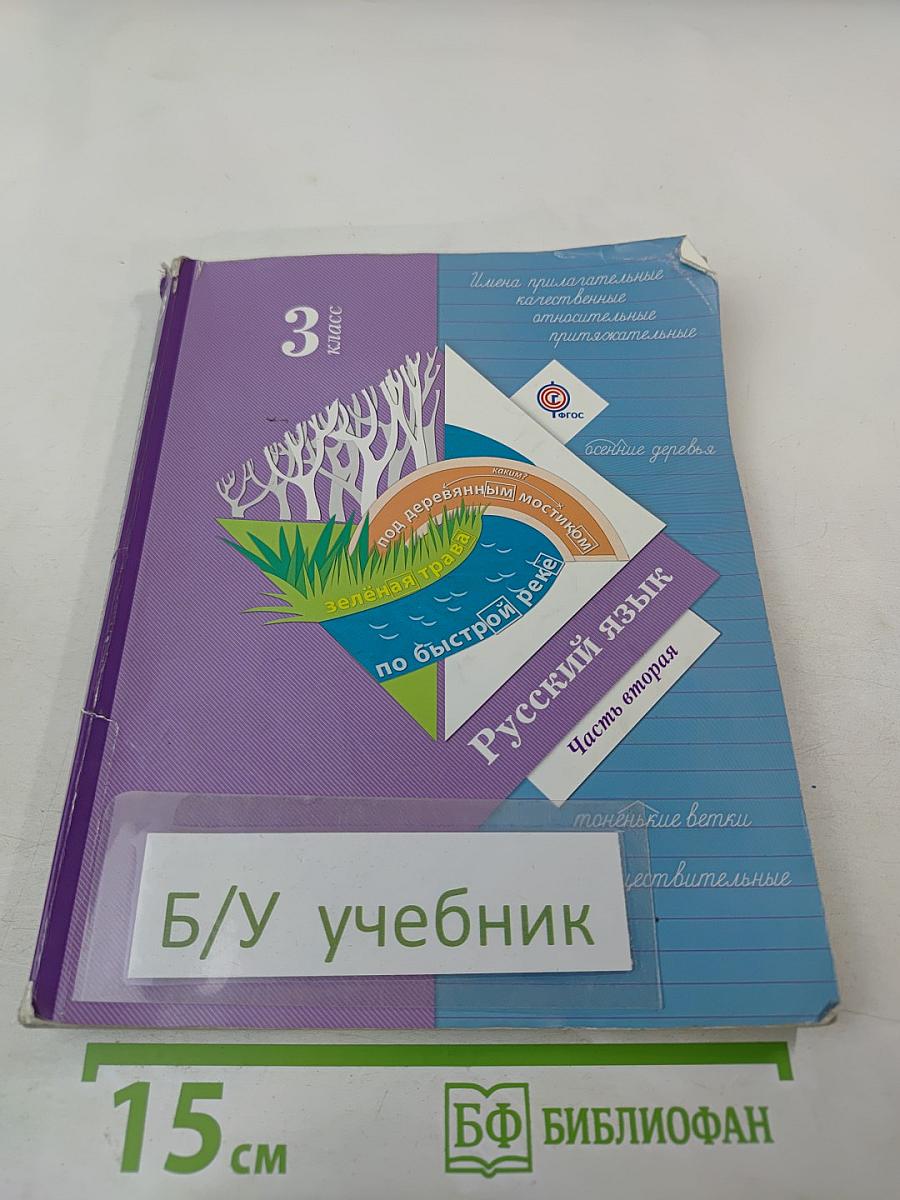 3
класс
Имена прилагательные
качественные
относительные
притяжательные
ФГОС
осенние деревья
каким?
под деревянным мостиком
зелёная трава
по быстрой реке
Русский язык
Часть вторая
тоненькие ветки
Б/У учебник
15 см
БФ БИБЛИОФАН